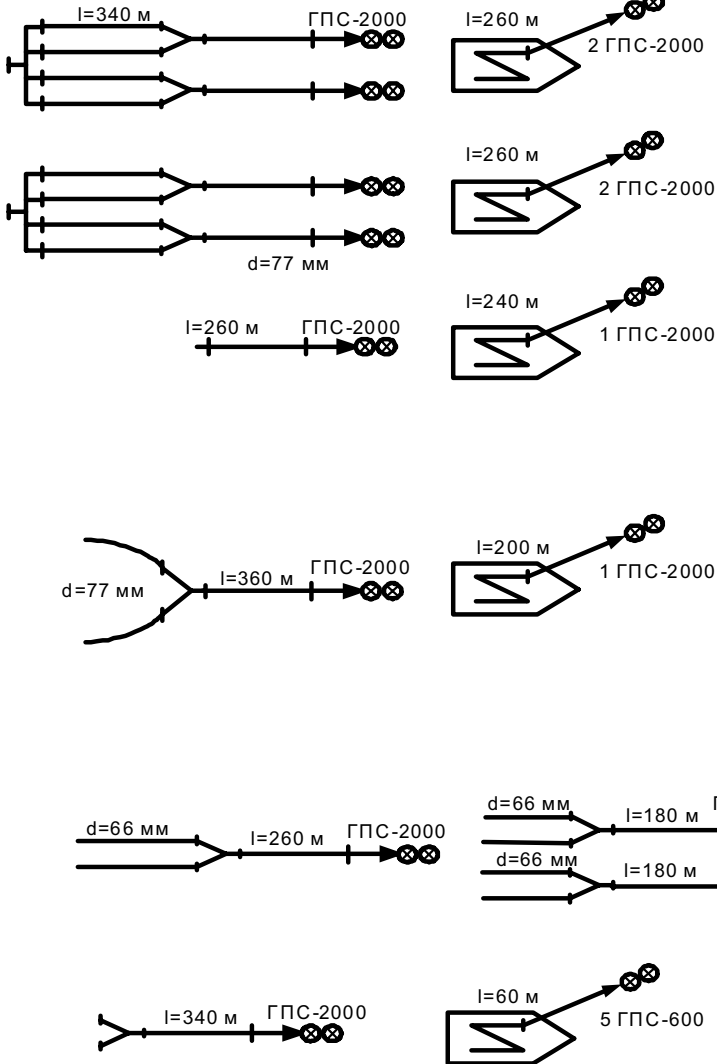 l=340 м ГПС-2000 l=260 м
2 ГПС-2000
l=260 м
2 ГПС-2000
d=77 мм
l=240 м
l=260 м ГПС-2000
1 ГПС-2000
l=200 м
ГПС-2000
d=77 мм l=360 м
1 ГПС-2000
d=66 мм l=180 м
d=66 мм l=260 м ГПС-2000
d=66 мм l=180 м
l=60 м
l=340 м ГПС-2000
5 ГПС-600